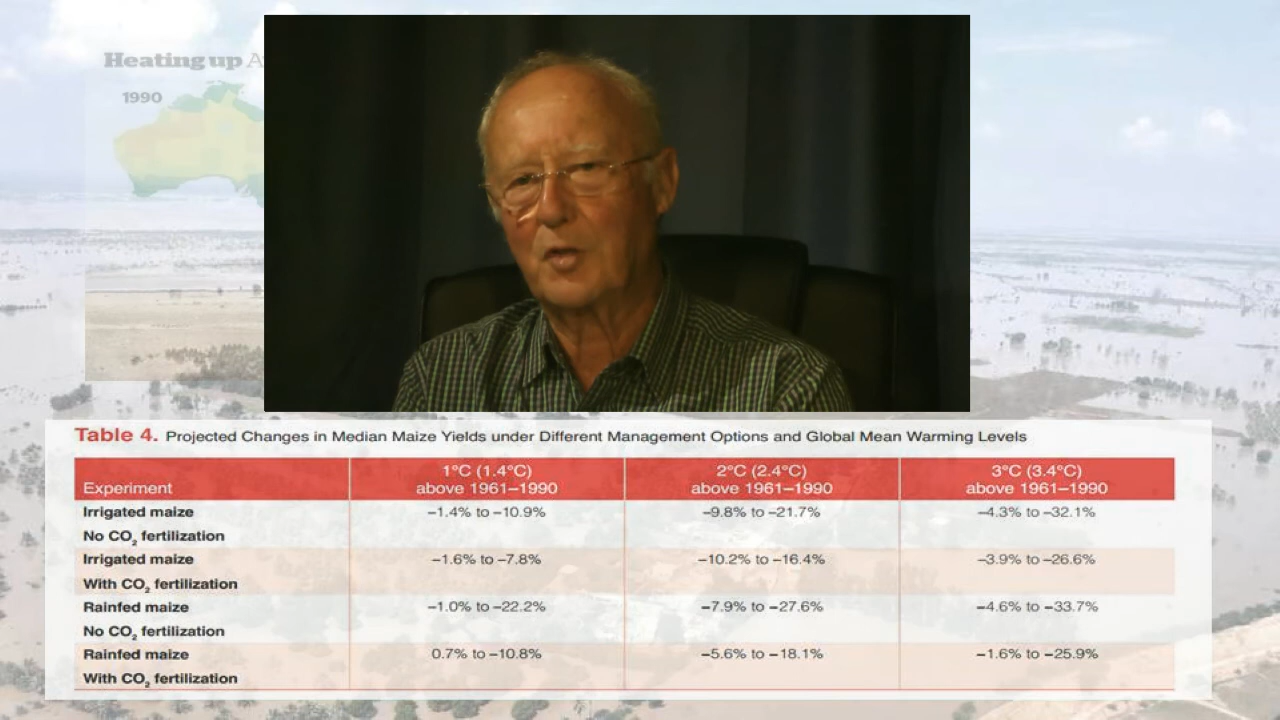 Heating up A
1990
Table 4. Projected Changes in Median Maize Yields under Different Management Options and Global Mean Warming Levels
Experiment 1°C (1.4°C) above 1961–1990 2°C (2.4°C) above 1961–1990 3°C (3.4°C) above 1961–1990
Irrigated maize –1.4% to –10.9% –9.8% to –21.7% –4.3% to –32.1%
No CO₂ fertilization
Irrigated maize –1.6% to –7.8% –10.2% to –16.4% –3.9% to –26.6%
With CO₂ fertilization
Rainfed maize –1.0% to –22.2% –7.9% to –27.6% –4.6% to –33.7%
No CO₂ fertilization
Rainfed maize 0.7% to –10.8% –5.6% to –18.1% –1.6% to –25.9%
With CO₂ fertilization